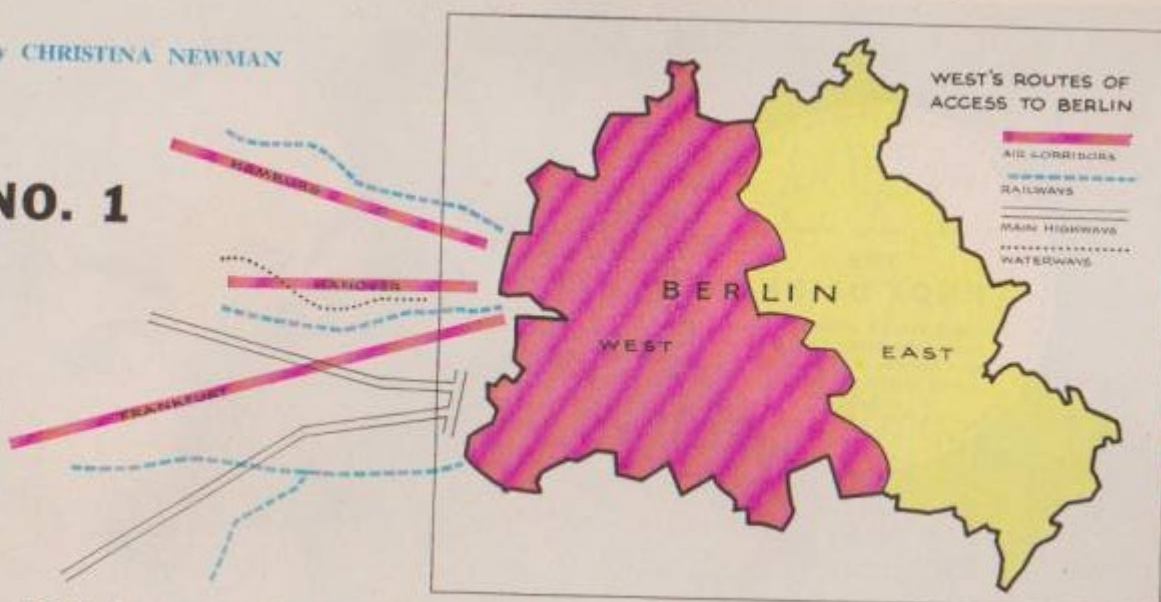 CHRISTINA NEWMAN
NO. 1
WEST'S ROUTES OF
ACCESS TO BERLIN
AIR CORRIDORS
RAILWAYS
MAIN HIGHWAYS
WATERWAYS
HAMBURG
HANOVER
FRANKFURT
BERLIN
WEST
EAST